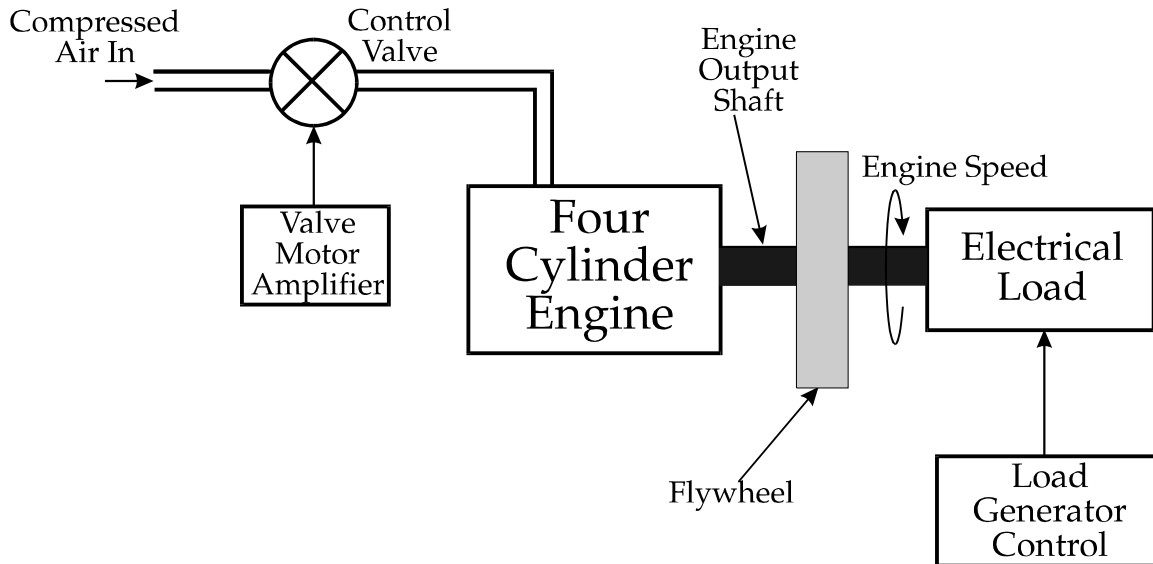 Compressed
Air In
Control
Valve
Engine
Output
Shaft
Engine Speed
Valve
Motor
Amplifier
Four
Cylinder
Engine
Electrical
Load
Flywheel
Load
Generator
Control